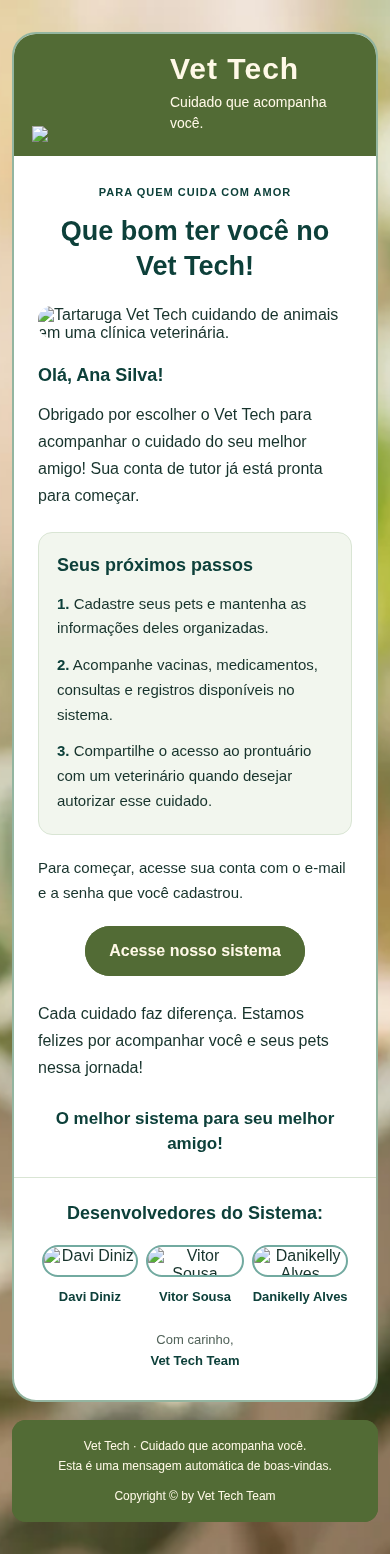 Vet Tech
Cuidado que acompanha
você.
PARA QUEM CUIDA COM AMOR
Que bom ter você no
Vet Tech!
Tartaruga Vet Tech cuidando de animais
em uma clínica veterinária.
Olá, Ana Silva!
Obrigado por escolher o Vet Tech para
acompanhar o cuidado do seu melhor
amigo! Sua conta de tutor já está pronta
para começar.
Seus próximos passos
1. Cadastre seus pets e mantenha as
informações deles organizadas.
2. Acompanhe vacinas, medicamentos,
consultas e registros disponíveis no
sistema.
3. Compartilhe o acesso ao prontuário
com um veterinário quando desejar
autorizar esse cuidado.
Para começar, acesse sua conta com o e-mail
e a senha que você cadastrou.
Acesse nosso sistema
Cada cuidado faz diferença. Estamos
felizes por acompanhar você e seus pets
nessa jornada!
O melhor sistema para seu melhor
amigo!
Desenvolvedores do Sistema:
Davi Diniz
Vitor
Sousa
Danikelly
Alves
Davi Diniz
Vitor Sousa
Danikelly Alves
Com carinho,
Vet Tech Team
Vet Tech · Cuidado que acompanha você.
Esta é uma mensagem automática de boas-vindas.
Copyright © by Vet Tech Team